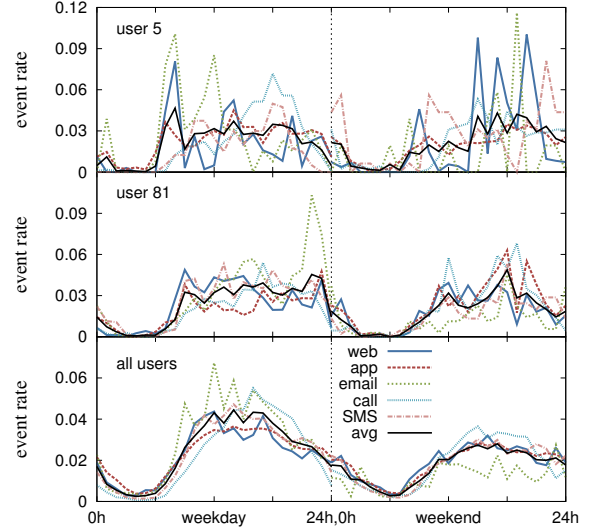 0.12
user 5
0.09
event rate
0.06
0.03
0
user 81
0.09
event rate
0.06
0.03
0
all users
web
app
0.06
email
event rate
call
0.04
SMS
avg
0.02
0
0h weekday 24h,0h weekend 24h